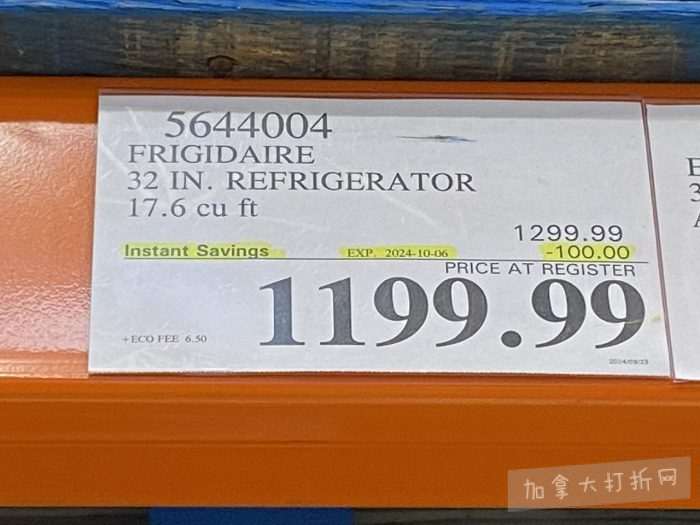 5644004
FRIGIDAIRE
32 IN. REFRIGERATOR
17.6 cu ft
1299.99
Instant Savings EXP. 2024-10-06 -100.00
PRICE AT REGISTER
1199.99
+ECO FEE 6.50
2024/09/23
E
3
A
加拿大打折网